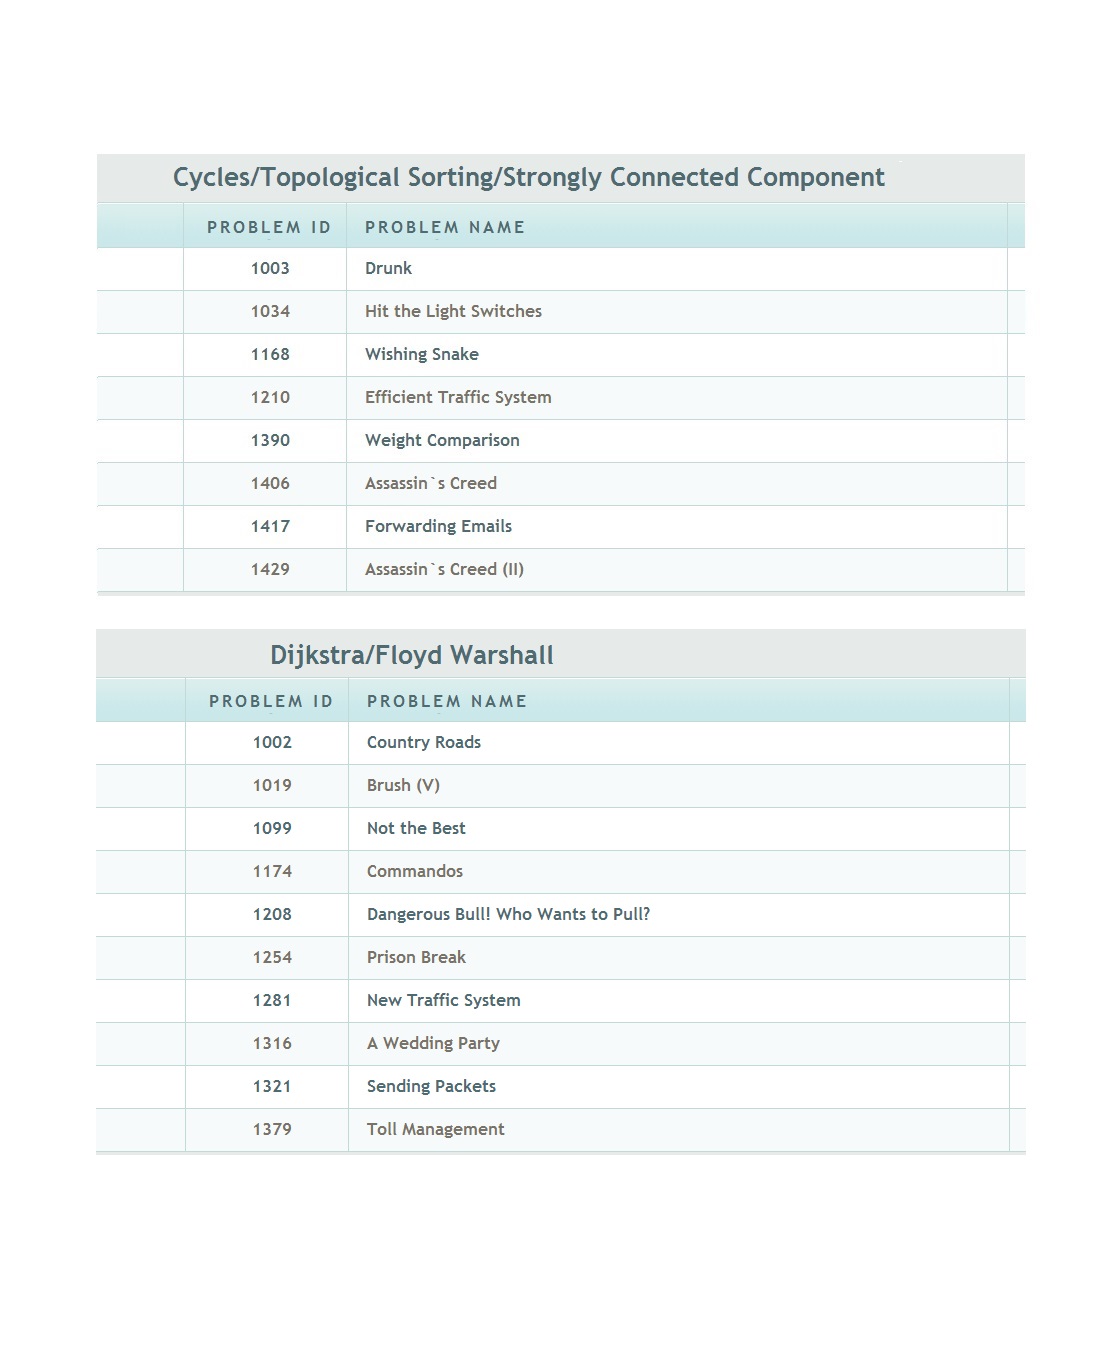 Cycles/Topological Sorting/Strongly Connected Component
PROBLEM ID PROBLEM NAME
1003 Drunk
1034 Hit the Light Switches
1168 Wishing Snake
1210 Efficient Traffic System
1390 Weight Comparison
1406 Assassin`s Creed
1417 Forwarding Emails
1429 Assassin`s Creed (II)
Dijkstra/Floyd Warshall
PROBLEM ID PROBLEM NAME
1002 Country Roads
1019 Brush (V)
1099 Not the Best
1174 Commandos
1208 Dangerous Bull! Who Wants to Pull?
1254 Prison Break
1281 New Traffic System
1316 A Wedding Party
1321 Sending Packets
1379 Toll Management